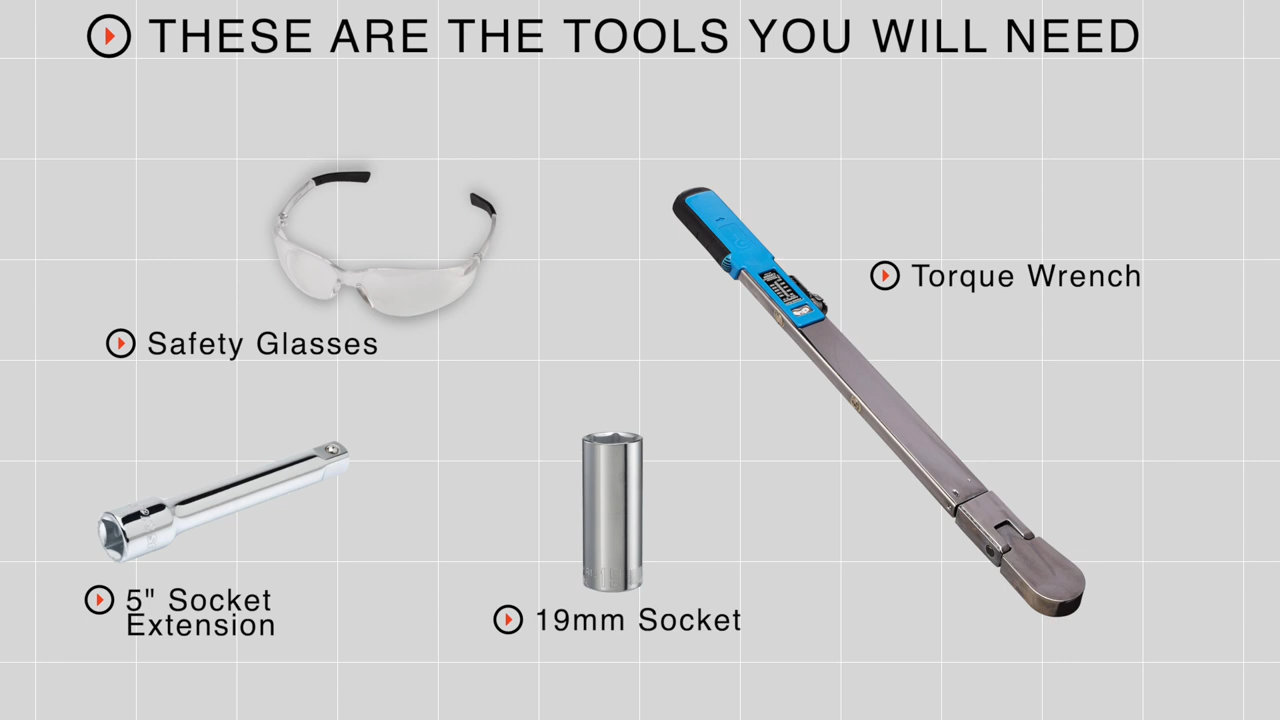 THESE ARE THE TOOLS YOU WILL NEED
Safety Glasses
Torque Wrench
5" Socket
Extension
19mm Socket